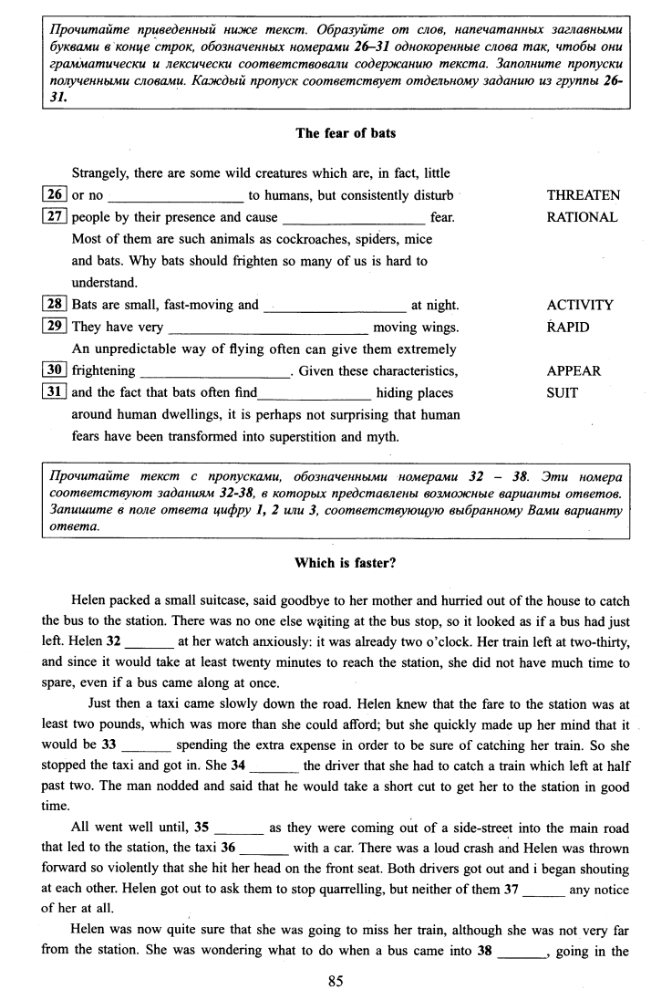 Прочитайте приведенный ниже текст. Образуйте от слов, напечатанных заглавными
буквами в конце строк, обозначенных номерами 26–31 однокоренные слова так, чтобы они
грамматически и лексически соответствовали содержанию текста. Заполните пропуски
полученными словами. Каждый пропуск соответствует отдельному заданию из группы 26-
31.
The fear of bats
Strangely, there are some wild creatures which are, in fact, little
26 or no ____________________ to humans, but consistently disturb THREATEN
27 people by their presence and cause ____________________ fear. RATIONAL
Most of them are such animals as cockroaches, spiders, mice
and bats. Why bats should frighten so many of us is hard to
understand.
28 Bats are small, fast-moving and ____________________ at night. ACTIVITY
29 They have very ____________________ moving wings. RAPID
An unpredictable way of flying often can give them extremely
30 frightening ____________________. Given these characteristics, APPEAR
31 and the fact that bats often find____________________ hiding places SUIT
around human dwellings, it is perhaps not surprising that human
fears have been transformed into superstition and myth.
Прочитайте текст с пропусками, обозначенными номерами 32 – 38. Эти номера
соответствуют заданиям 32-38, в которых представлены возможные варианты ответов.
Запишите в поле ответа цифру 1, 2 или 3, соответствующую выбранному Вами варианту
ответа.
Which is faster?
Helen packed a small suitcase, said goodbye to her mother and hurried out of the house to catch
the bus to the station. There was no one else waiting at the bus stop, so it looked as if a bus had just
left. Helen 32 _______ at her watch anxiously: it was already two o'clock. Her train left at two-thirty,
and since it would take at least twenty minutes to reach the station, she did not have much time to
spare, even if a bus came along at once.
Just then a taxi came slowly down the road. Helen knew that the fare to the station was at
least two pounds, which was more than she could afford; but she quickly made up her mind that it
would be 33 _______ spending the extra expense in order to be sure of catching her train. So she
stopped the taxi and got in. She 34 _______ the driver that she had to catch a train which left at half
past two. The man nodded and said that he would take a short cut to get her to the station in good
time.
All went well until, 35 _______ as they were coming out of a side-street into the main road
that led to the station, the taxi 36 _______ with a car. There was a loud crash and Helen was thrown
forward so violently that she hit her head on the front seat. Both drivers got out and i began shouting
at each other. Helen got out to ask them to stop quarrelling, but neither of them 37 ______ any notice
of her at all.
Helen was now quite sure that she was going to miss her train, although she was not very far
from the station. She was wondering what to do when a bus came into 38 _______, going in the
85